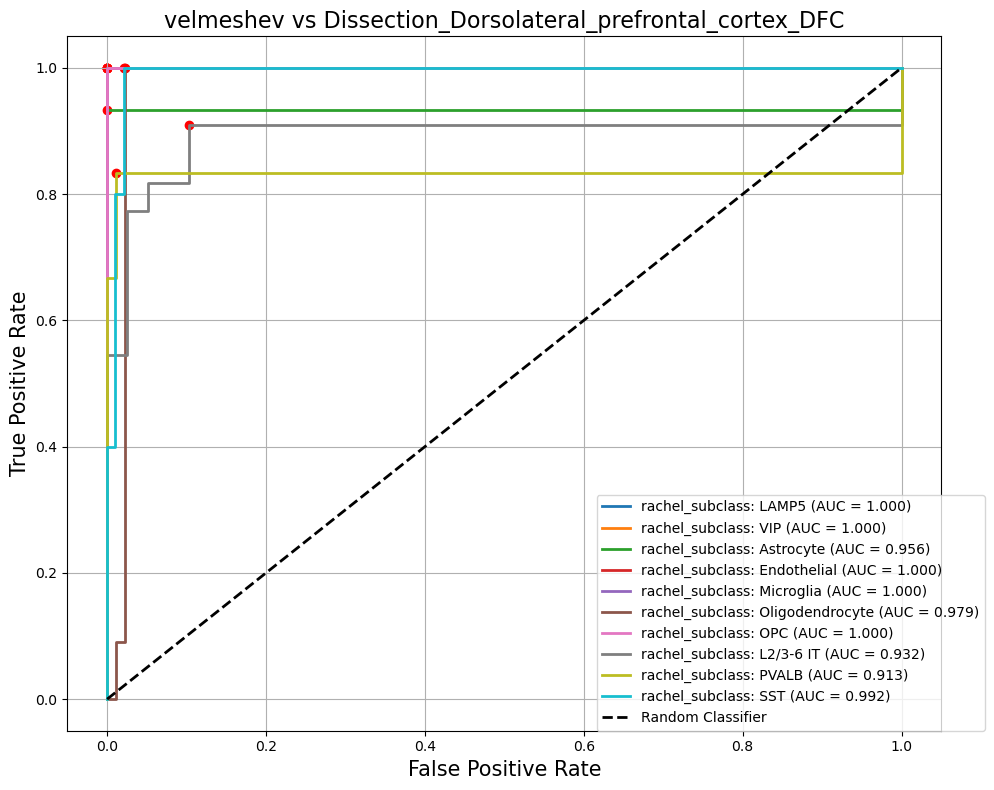 velmeshev vs Dissection_Dorsolateral_prefrontal_cortex_DFC
True Positive Rate
1.0
0.8
0.6
0.4
0.2
0.0
rachel_subclass: LAMP5 (AUC = 1.000)
rachel_subclass: VIP (AUC = 1.000)
rachel_subclass: Astrocyte (AUC = 0.956)
rachel_subclass: Endothelial (AUC = 1.000)
rachel_subclass: Microglia (AUC = 1.000)
rachel_subclass: Oligodendrocyte (AUC = 0.979)
rachel_subclass: OPC (AUC = 1.000)
rachel_subclass: L2/3-6 IT (AUC = 0.932)
rachel_subclass: PVALB (AUC = 0.913)
rachel_subclass: SST (AUC = 0.992)
Random Classifier
0.0 0.2 0.4 0.6 0.8 1.0
False Positive Rate